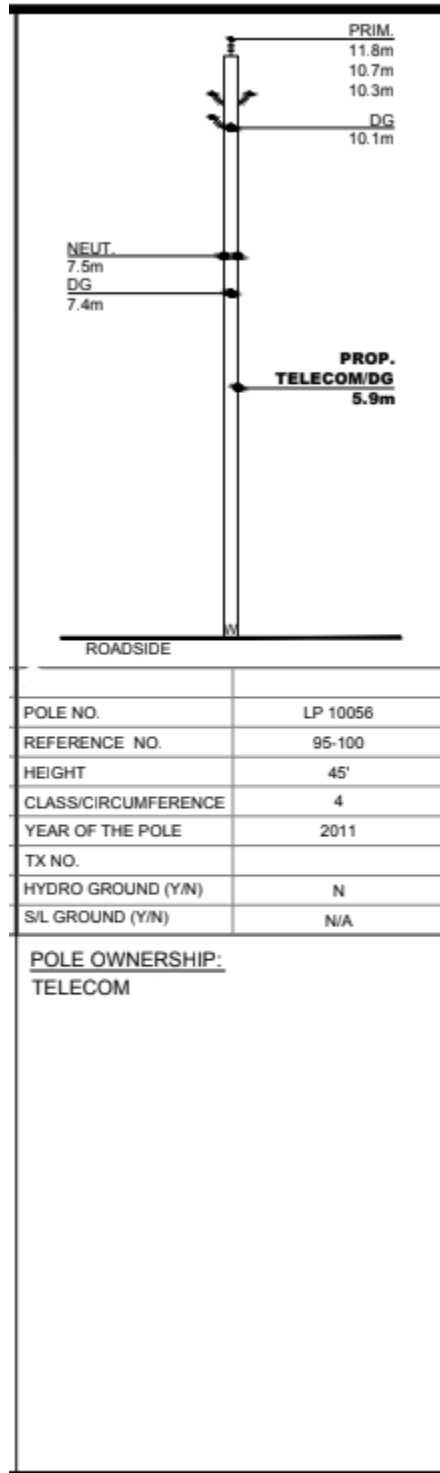 PRIM.
11.8m
10.7m
10.3m
DG
10.1m
NEUT.
7.5m
DG
7.4m
PROP.
TELECOM/DG
5.9m
W
ROADSIDE
POLE NO. LP 10056
REFERENCE NO. 95-100
HEIGHT 45'
CLASS/CIRCUMFERENCE 4
YEAR OF THE POLE 2011
TX NO.
HYDRO GROUND (Y/N) N
S/L GROUND (Y/N) N/A
POLE OWNERSHIP:
TELECOM